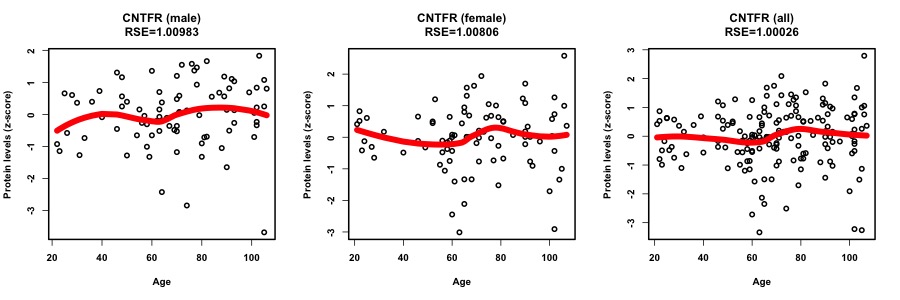 CNTFR (male)
RSE=1.00983
Protein levels (z-score)
2
1
0
-1
-2
-3
20 40 60 80 100
Age
CNTFR (female)
RSE=1.00806
Protein levels (z-score)
2
1
0
-1
-2
-3
20 40 60 80 100
Age
CNTFR (all)
RSE=1.00026
Protein levels (z-score)
3
2
1
0
-1
-2
-3
20 40 60 80 100
Age